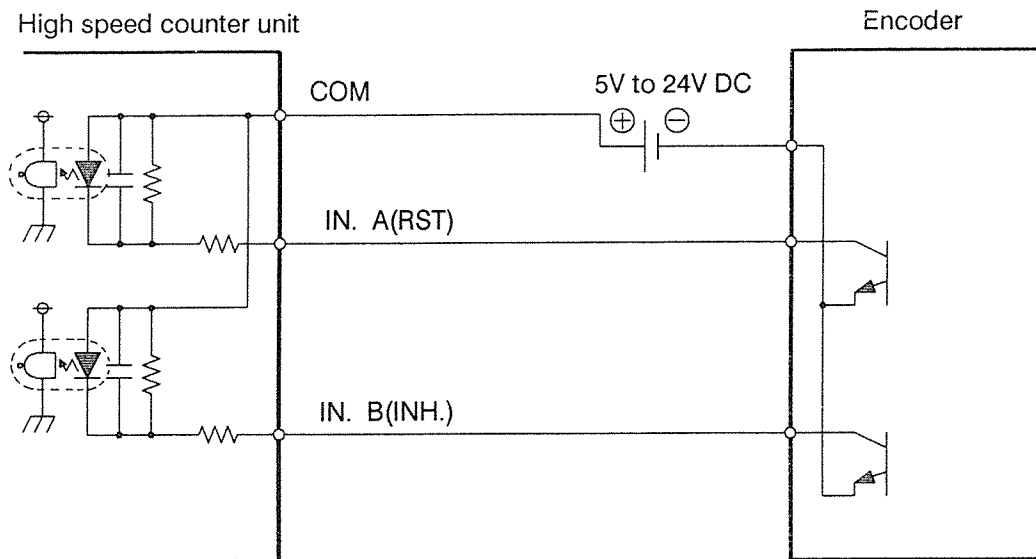 High speed counter unit
Encoder
COM
5V to 24V DC
⊕ ⊖
IN. A(RST)
IN. B(INH.)